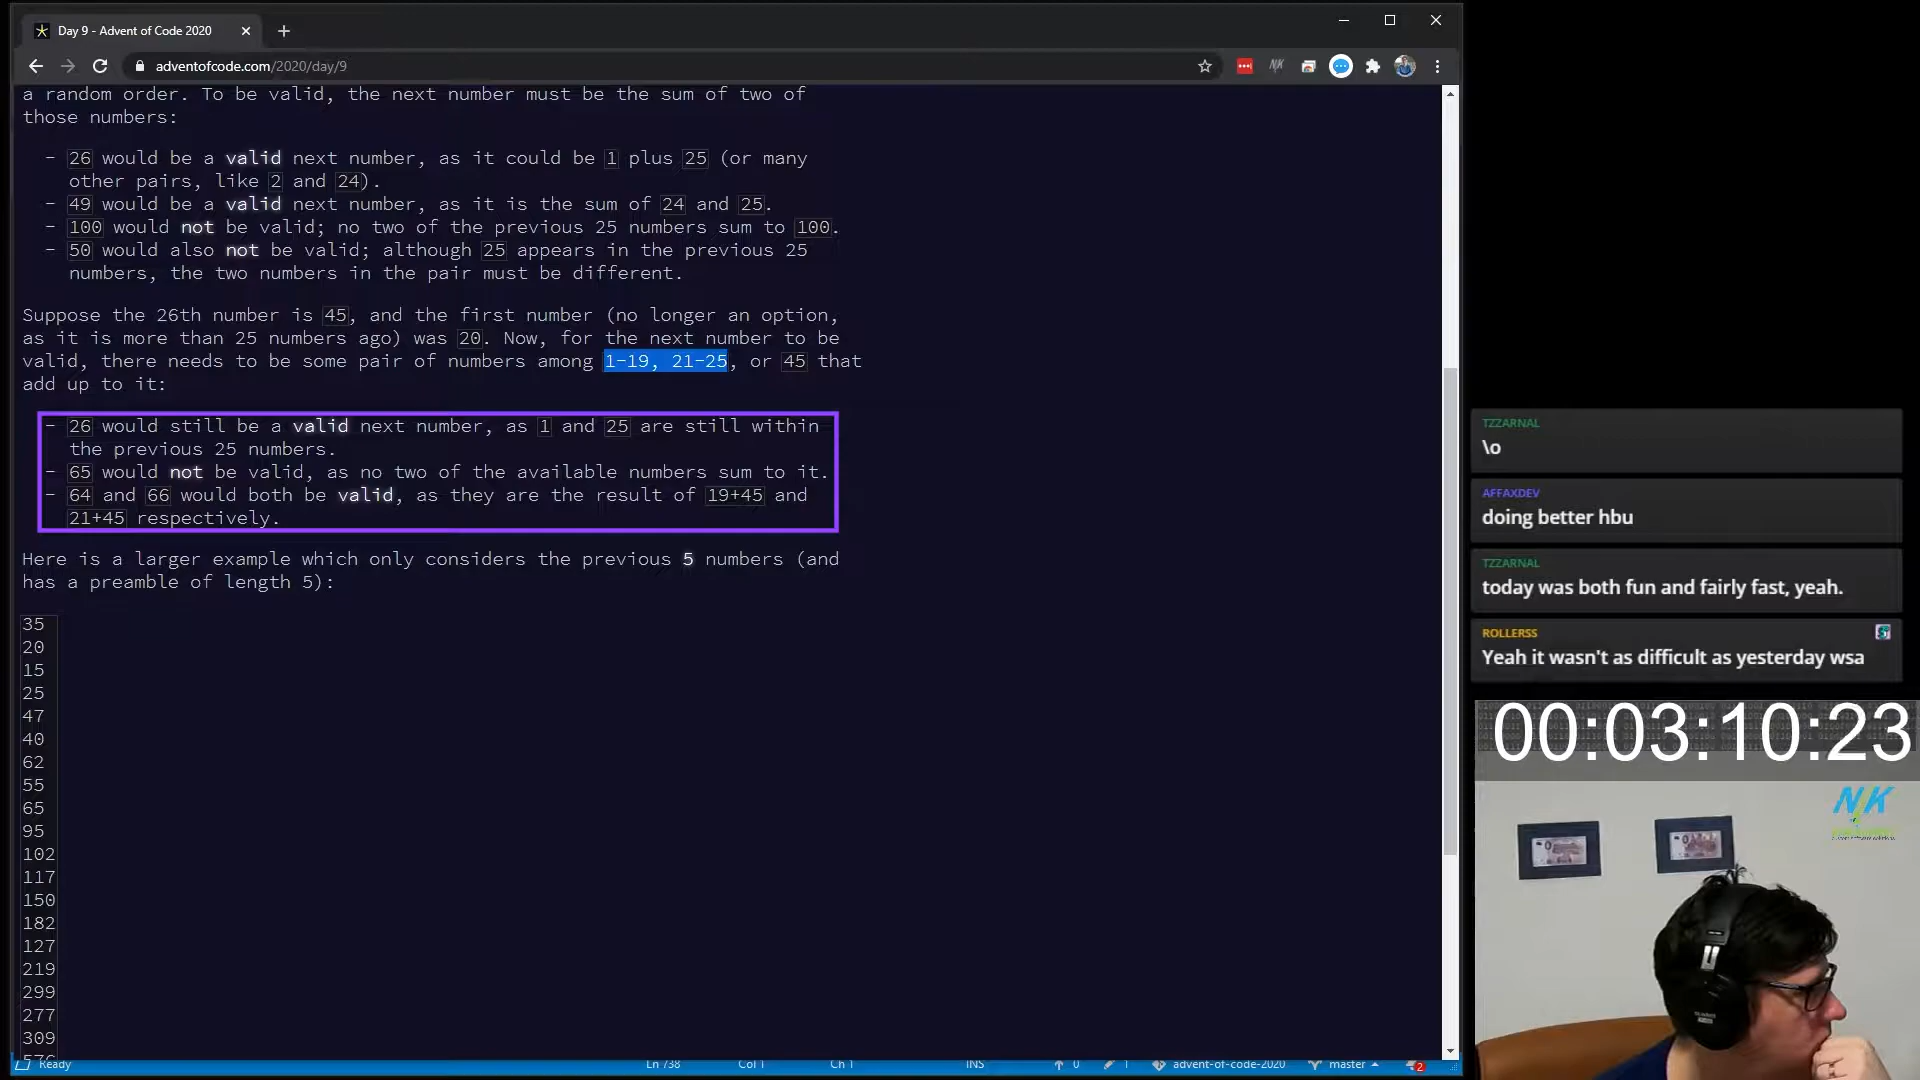 Day 9 - Advent of Code 2020
adventofcode.com/2020/day/9
a random order. To be valid, the next number must be the sum of two of
those numbers:
- 26 would be a valid next number, as it could be 1 plus 25 (or many
other pairs, like 2 and 24).
- 49 would be a valid next number, as it is the sum of 24 and 25.
- 100 would not be valid; no two of the previous 25 numbers sum to 100.
- 50 would also not be valid; although 25 appears in the previous 25
numbers, the two numbers in the pair must be different.
Suppose the 26th number is 45, and the first number (no longer an option,
as it is more than 25 numbers ago) was 20. Now, for the next number to be
valid, there needs to be some pair of numbers among 1-19, 21-25, or 45 that
add up to it:
- 26 would still be a valid next number, as 1 and 25 are still within
the previous 25 numbers.
- 65 would not be valid, as no two of the available numbers sum to it.
- 64 and 66 would both be valid, as they are the result of 19+45 and
21+45 respectively.
Here is a larger example which only considers the previous 5 numbers (and
has a preamble of length 5):
35
20
15
25
47
40
62
55
65
95
102
117
150
182
127
219
299
277
309
576
Ready Ln 738 Col 1 Ch 1 INS 0 1 advent-of-code-2020 master 2
TZZARNAL
\o
AFFAXDEV
doing better hbu
TZZARNAL
today was both fun and fairly fast, yeah.
ROLLERSS
Yeah it wasn't as difficult as yesterday wsa
00:03:10:23
NK